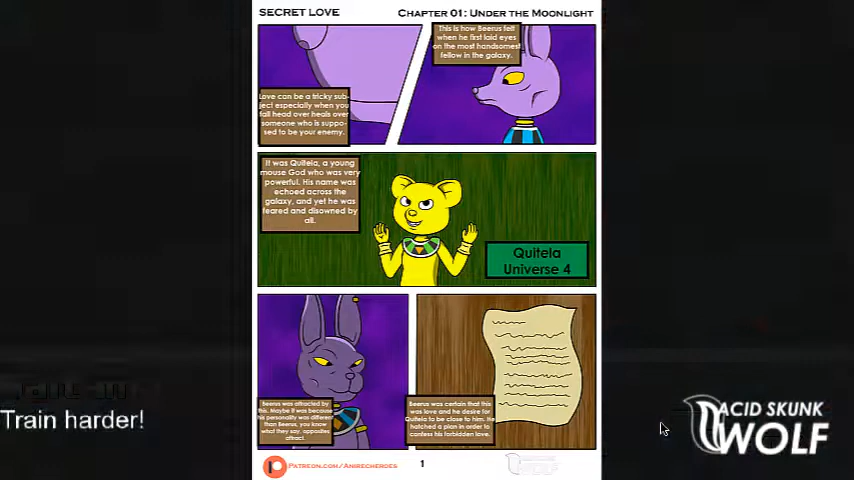 SECRET LOVE
CHAPTER 01: UNDER THE MOONLIGHT
Love can be a tricky sub-
ject especially when you
fall head over heals over
someone who is suppo-
sed to be your enemy.
This is how Beerus fell
when he first laid eyes
on the most handsomest
fellow in the galaxy.
It was Quitela, a young
mouse God who was very
powerful. His name was
echoed across the
galaxy, and yet he was
feared and disowned by
all.
Quitela
Universe 4
Beerus was attracted by
this. Maybe it was because
his personality was different
than Beerus, you know
what they say, opposites
attract.
Beerus was certain that this
was love and he desire for
Quitela to be close to him. He
hatched a plan in order to
confess his forbidden love.
Train harder!
ACID SKUNK
WOLF
PATREON.COM/ANIRECHEROES
1
WOLF